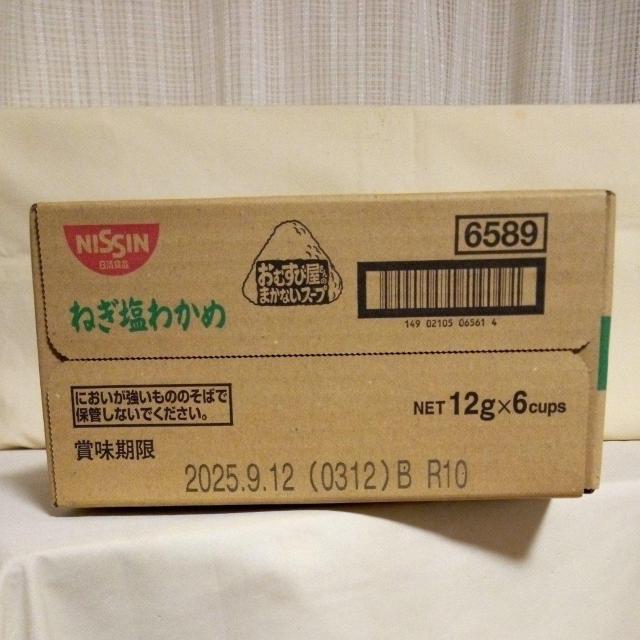 NISSIN
日清食品
6589
おむすび屋さんの
まかないスープ
149 02105 06561 4
ねぎ塩わかめ
においが強いもののそばで
保管しないでください。
NET 12g×6cups
賞味期限
2025.9.12 (0312) B R10